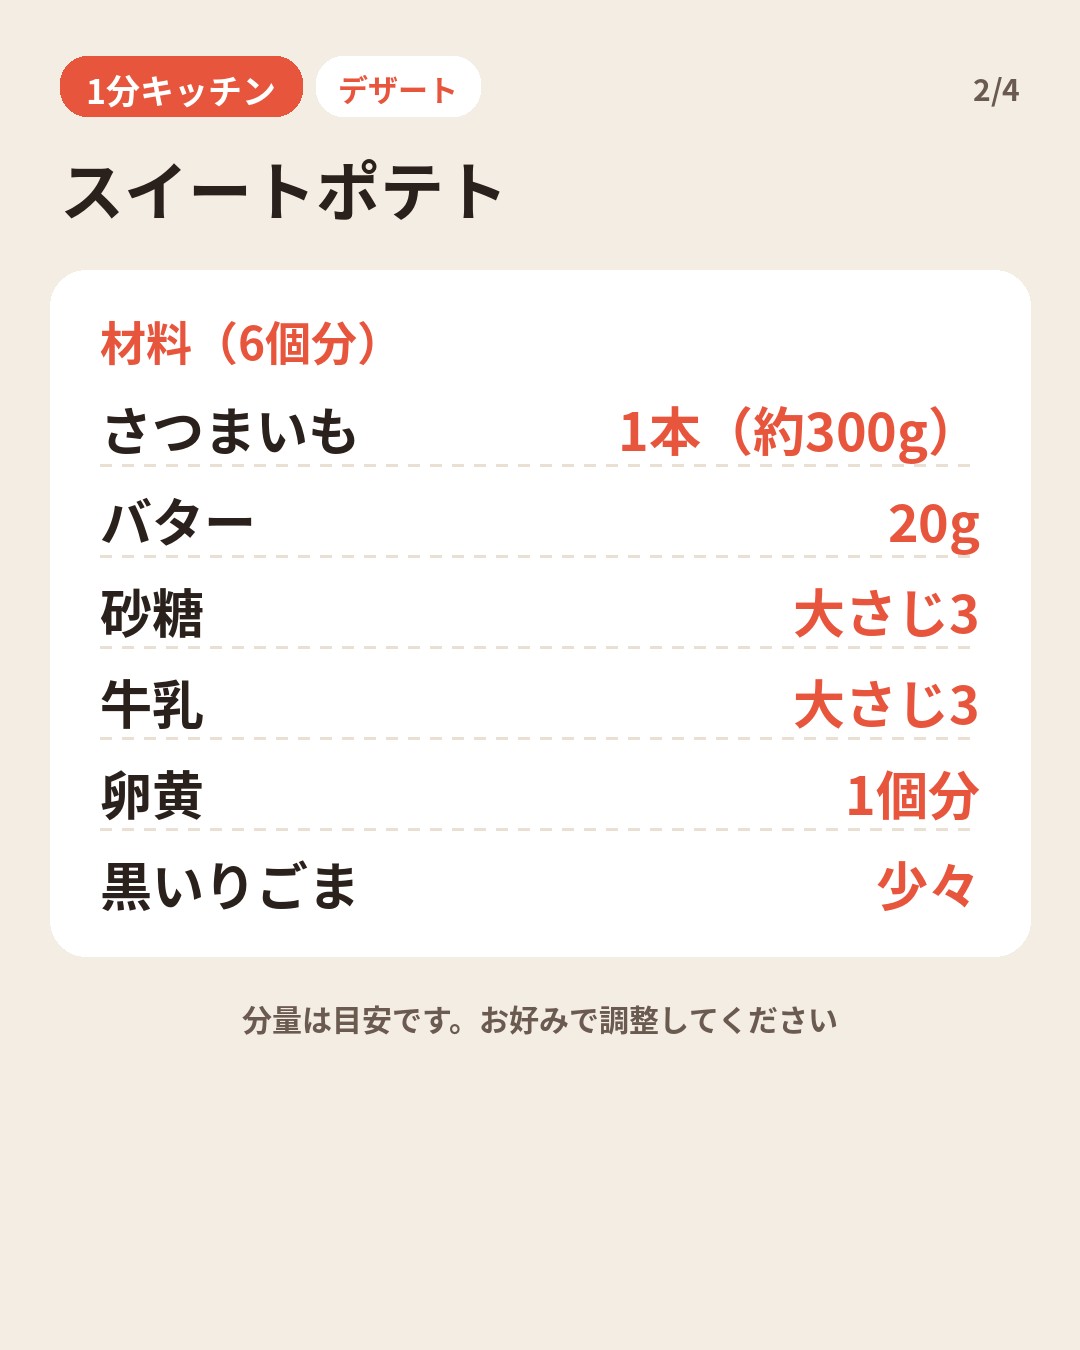 1分キッチン デザート 2/4
スイートポテト
材料（6個分）
さつまいも 1本（約300g）
バター 20g
砂糖 大さじ3
牛乳 大さじ3
卵黄 1個分
黒いりごま 少々
分量は目安です。お好みで調整してください